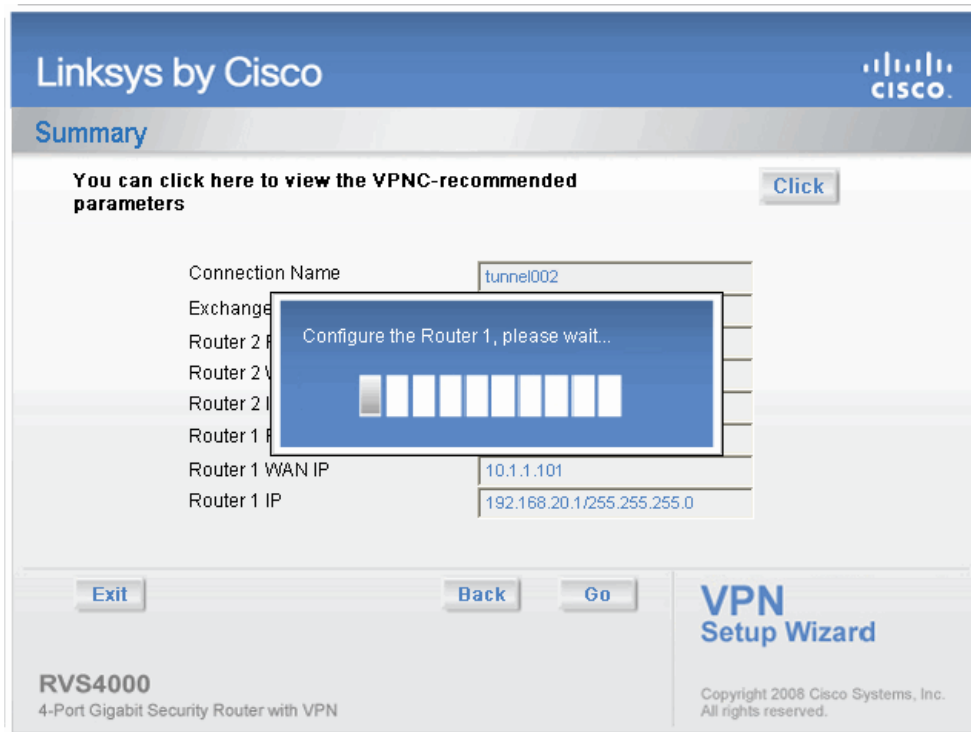 Linksys by Cisco
CISCO.
Summary
You can click here to view the VPNC-recommended
parameters
Click
Connection Name
tunnel002
Exchange
Router 2
Router 2
Router 2
Router 1
Configure the Router 1, please wait...
Router 1 WAN IP
10.1.1.101
Router 1 IP
192.168.20.1/255.255.255.0
Exit
Back
Go
VPN
Setup Wizard
RVS4000
4-Port Gigabit Security Router with VPN
Copyright 2008 Cisco Systems, Inc.
All rights reserved.